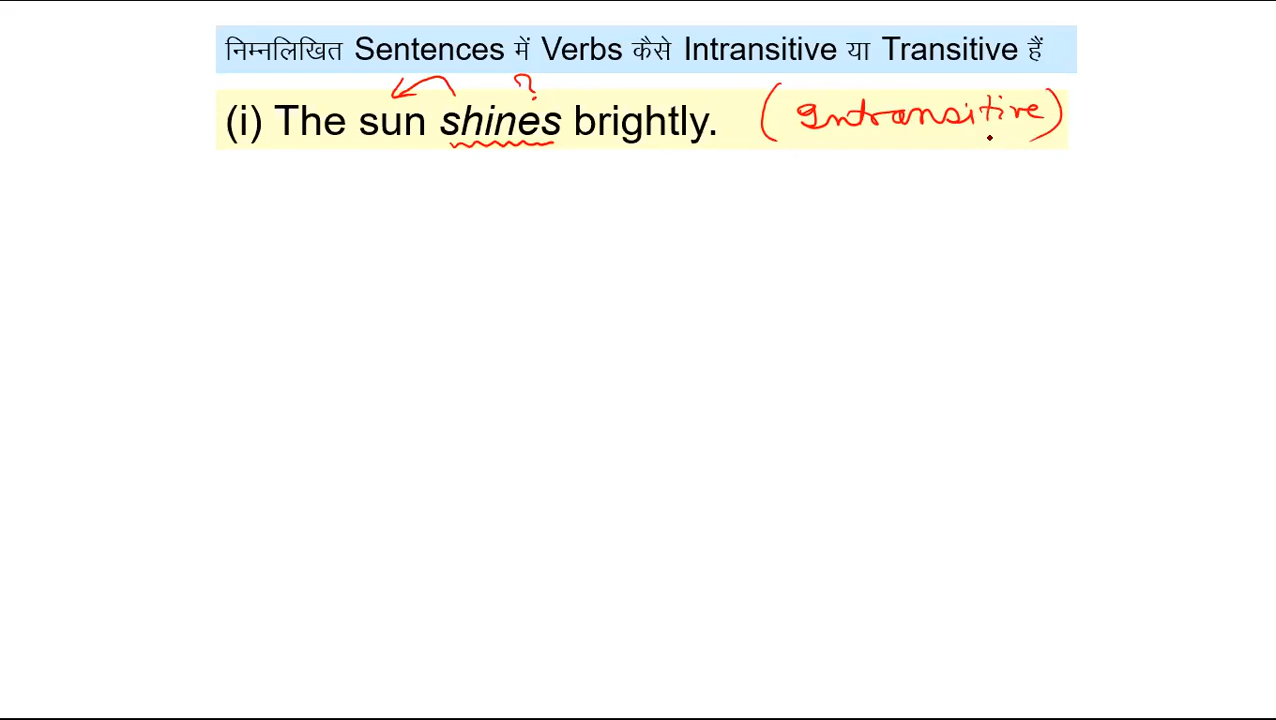 निम्नलिखित Sentences में Verbs कैसे Intransitive या Transitive हैं
?
(i) The sun shines brightly. (Intransitive)